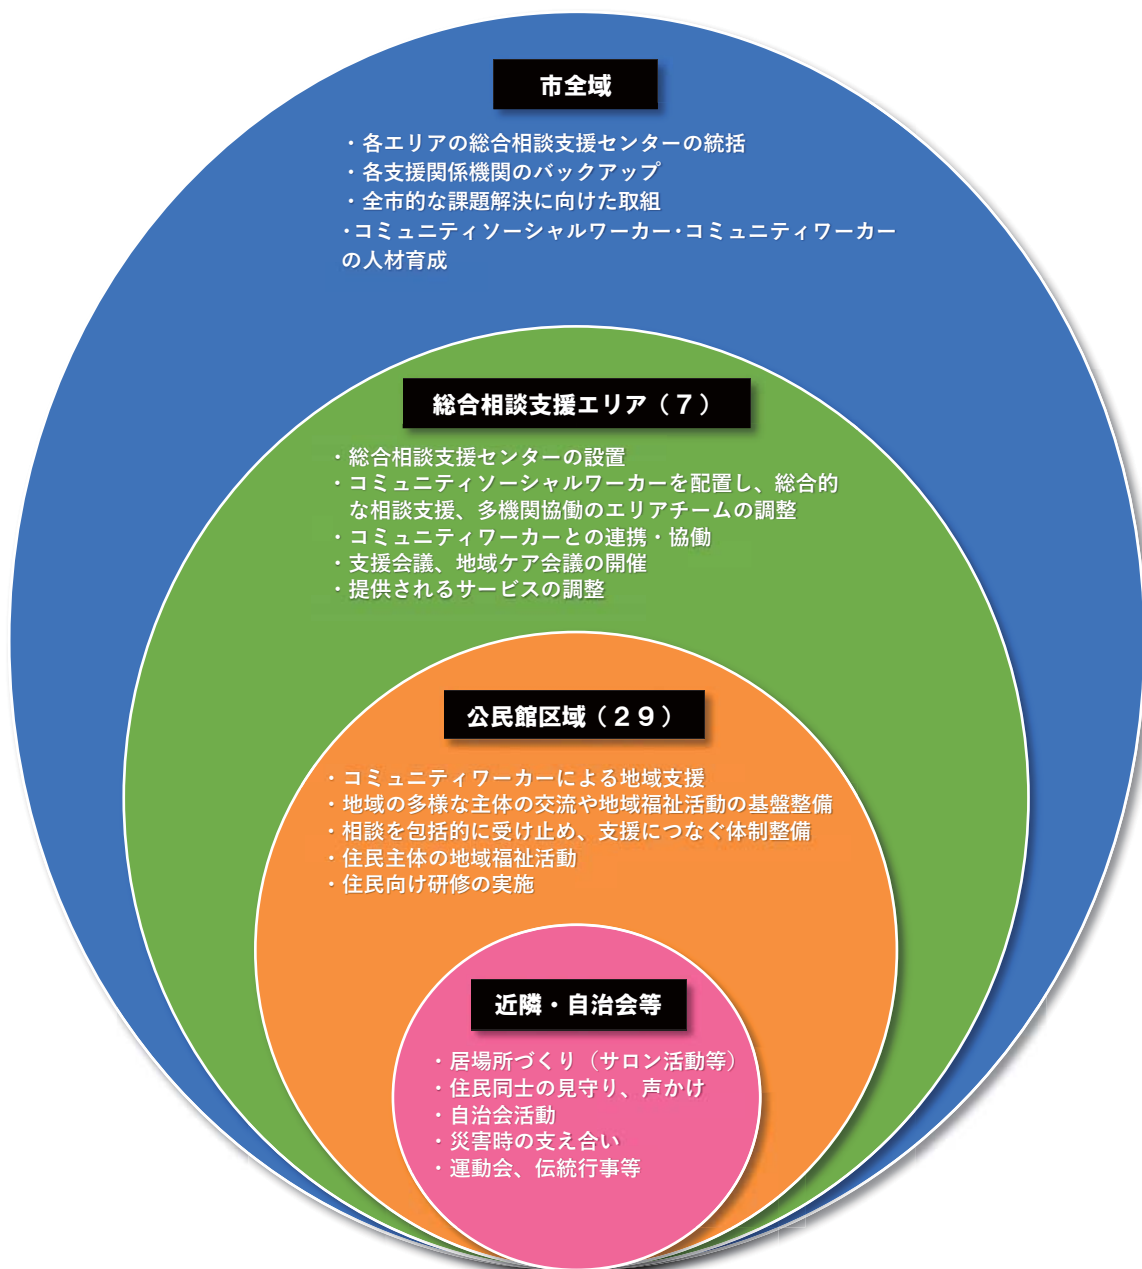 市全域
・各エリアの総合相談支援センターの統括
・各支援関係機関のバックアップ
・全市的な課題解決に向けた取組
・コミュニティソーシャルワーカー・コミュニティワーカー
の人材育成
総合相談支援エリア（７）
・総合相談支援センターの設置
・コミュニティソーシャルワーカーを配置し、総合的
な相談支援、多機関協働のエリアチームの調整
・コミュニティワーカーとの連携・協働
・支援会議、地域ケア会議の開催
・提供されるサービスの調整
公民館区域（２９）
・コミュニティワーカーによる地域支援
・地域の多様な主体の交流や地域福祉活動の基盤整備
・相談を包括的に受け止め、支援につなぐ体制整備
・住民主体の地域福祉活動
・住民向け研修の実施
近隣・自治会等
・居場所づくり（サロン活動等）
・住民同士の見守り、声かけ
・自治会活動
・災害時の支え合い
・運動会、伝統行事等